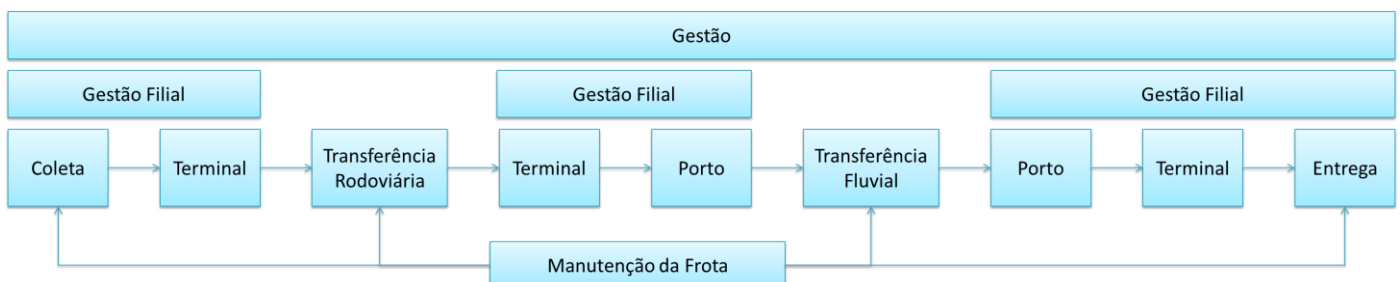 Gestão
Gestão Filial
Gestão Filial
Gestão Filial
Coleta
Terminal
Transferência
Rodoviária
Terminal
Porto
Transferência
Fluvial
Porto
Terminal
Entrega
Manutenção da Frota